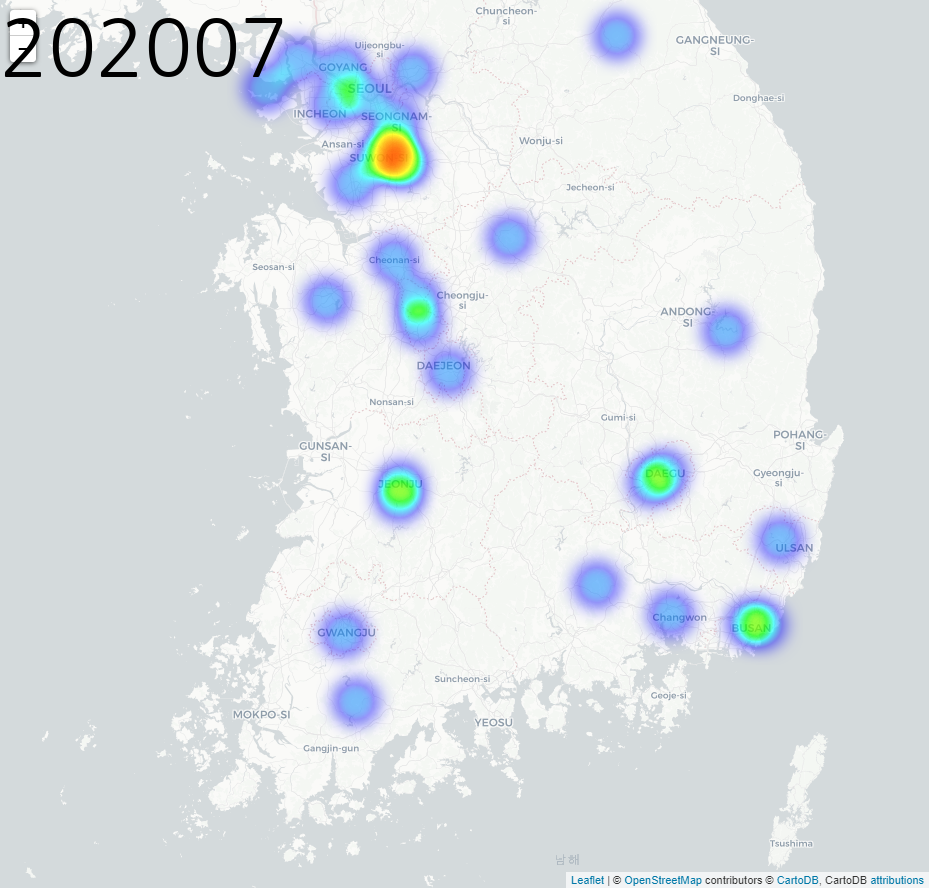 202007
Chuncheon-
si
GANGNEUNG-
SI
Uijeongbu-
si
GOYANG
SEOUL
Donghae-si
INCHEON
SEONGNAM-
SI
Ansan-si
Wonju-si
Jecheon-si
Cheonan-si
Seosan-si
Cheongju-
si
ANDONG-
SI
DAEJEON
Nonsan-si
Gumi-si
GUNSAN-
SI
POHANG-
SI
JEONJU
DAEGU
Gyeongju-
si
ULSAN
Changwon
BUSAN
GWANGJU
Suncheon-si
Geoje-si
MOKPO-SI
YEOSU
Gangjin-gun
Tsushima
남해
Leaflet | © OpenStreetMap contributors © CartoDB, CartoDB attributions